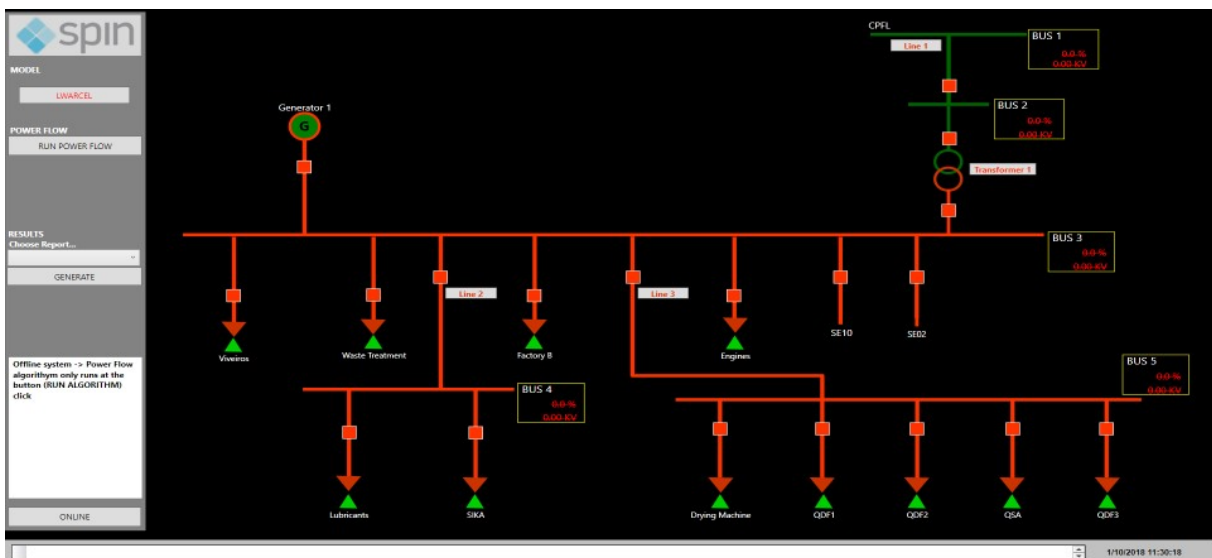 spin
MODEL
LWARCEL
POWER FLOW
RUN POWER FLOW
RESULTS
Choose Report...
GENERATE
Offline system -> Power Flow
algorithym only runs at the
button (RUN ALGORITHM)
click
ONLINE
CPFL
Line 1
BUS 1
0.0 %
0.00 KV
BUS 2
0.0 %
0.00 KV
Generator 1
G
Transformer 1
BUS 3
0.0 %
0.00 KV
Line 2
Line 3
Viveiros
Waste Treatment
Factory B
Engines
SE10
SE02
BUS 4
0.0 %
0.00 KV
BUS 5
0.0 %
0.00 KV
Lubricants
SIKA
Drying Machine
QDF1
QDF2
QSA
QDF3
1/10/2018 11:30:18